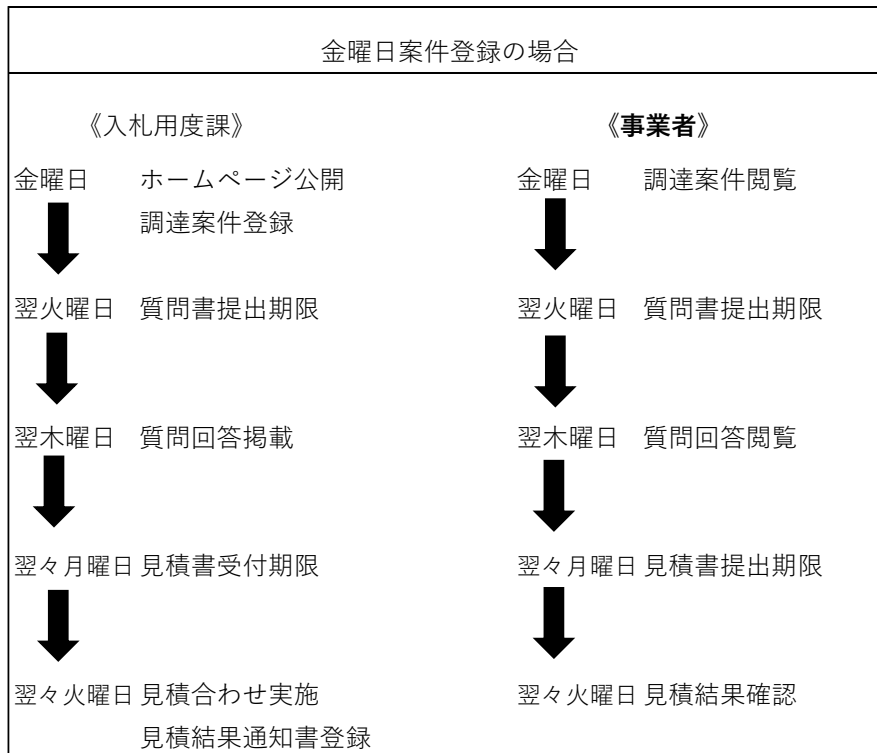 金曜日案件登録の場合
《入札用度課》 《事業者》
金曜日 ホームページ公開 金曜日 調達案件閲覧
調達案件登録
翌火曜日 質問書提出期限 翌火曜日 質問書提出期限
翌木曜日 質問回答掲載 翌木曜日 質問回答閲覧
翌々月曜日 見積書受付期限 翌々月曜日 見積書提出期限
翌々火曜日 見積合わせ実施 翌々火曜日 見積結果確認
見積結果通知書登録